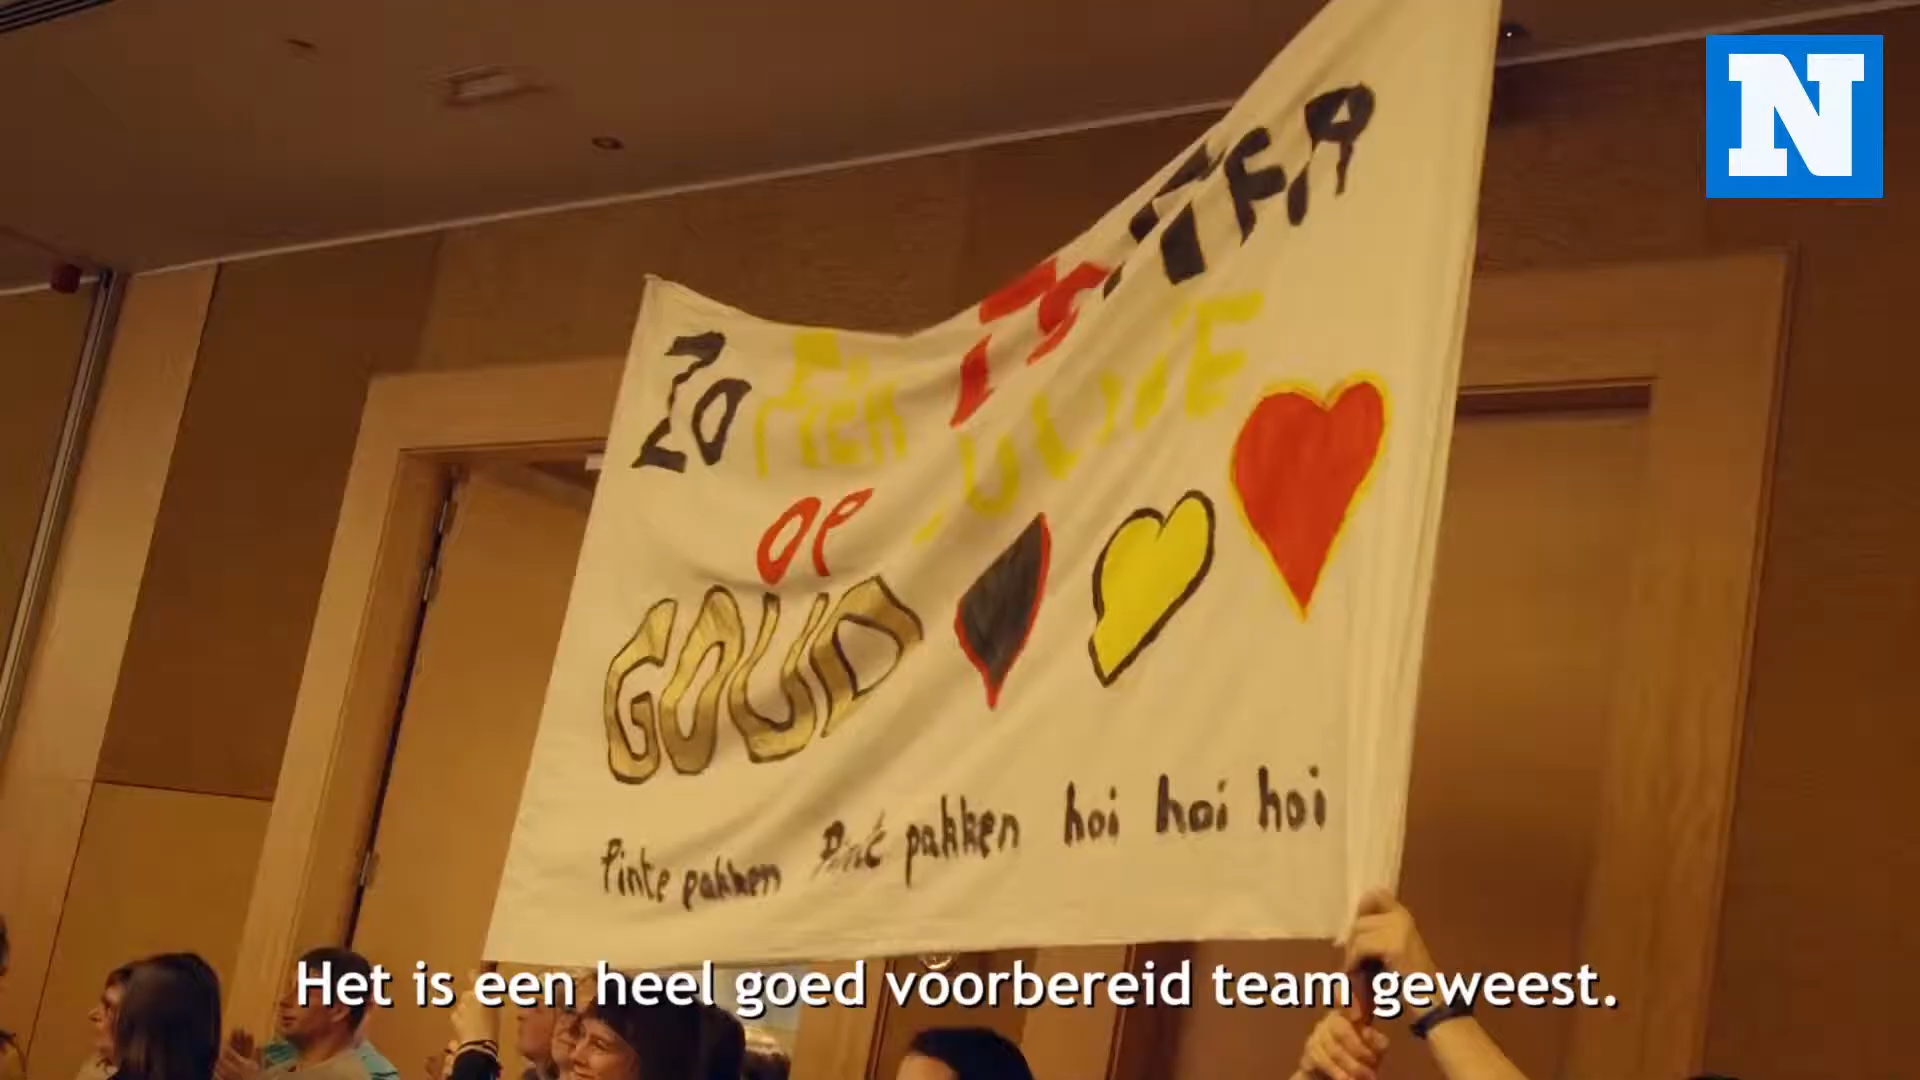 N
Zo
op
GOUD
Pinte pakken Pint pakken hoi hoi hoi
Het is een heel goed voorbereid team geweest.